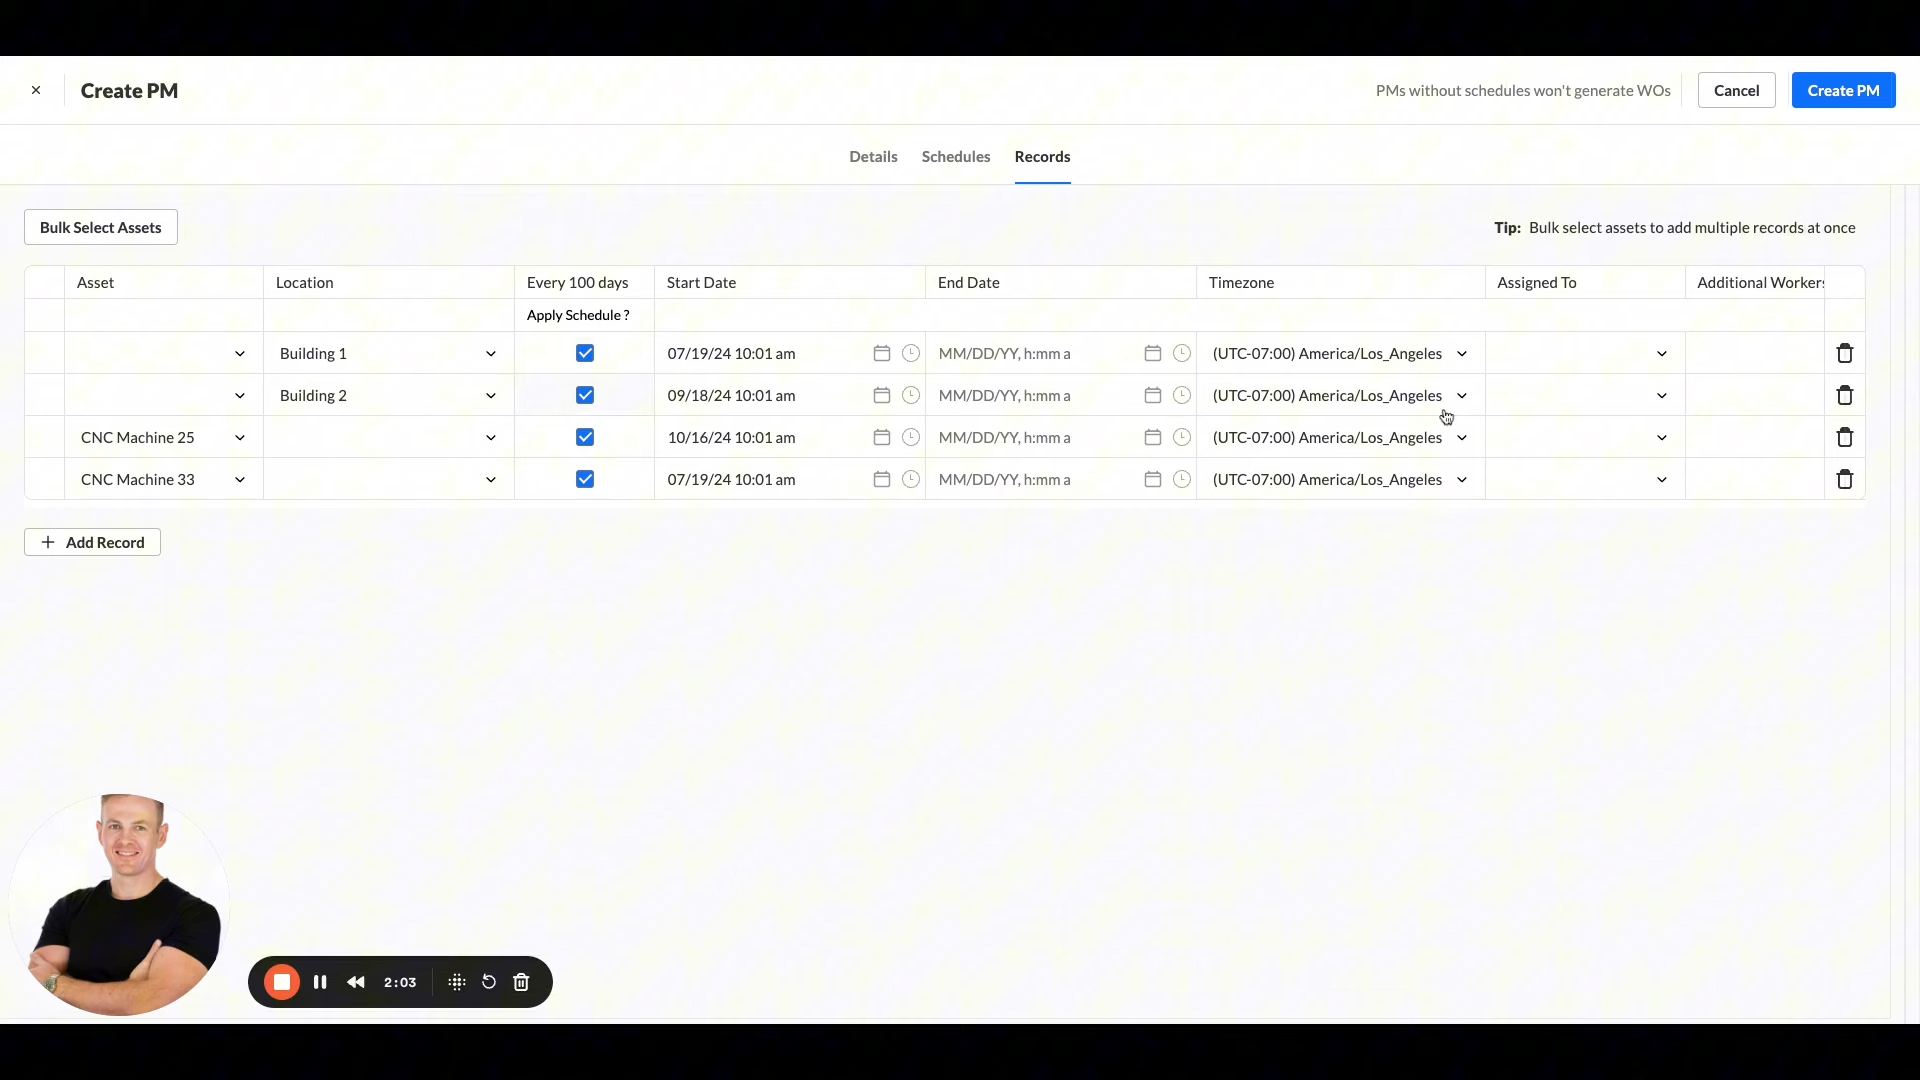 Create PM
PMs without schedules won't generate WOs
Cancel
Create PM
Details
Schedules
Records
Bulk Select Assets
Tip: Bulk select assets to add multiple records at once
Asset Location Every 100 days Start Date End Date Timezone Assigned To Additional Workers
Apply Schedule ?
Building 1 07/19/24 10:01 am MM/DD/YY, h:mm a (UTC-07:00) America/Los_Angeles
Building 2 09/18/24 10:01 am MM/DD/YY, h:mm a (UTC-07:00) America/Los_Angeles
CNC Machine 25 10/16/24 10:01 am MM/DD/YY, h:mm a (UTC-07:00) America/Los_Angeles
CNC Machine 33 07/19/24 10:01 am MM/DD/YY, h:mm a (UTC-07:00) America/Los_Angeles
+ Add Record
2:03